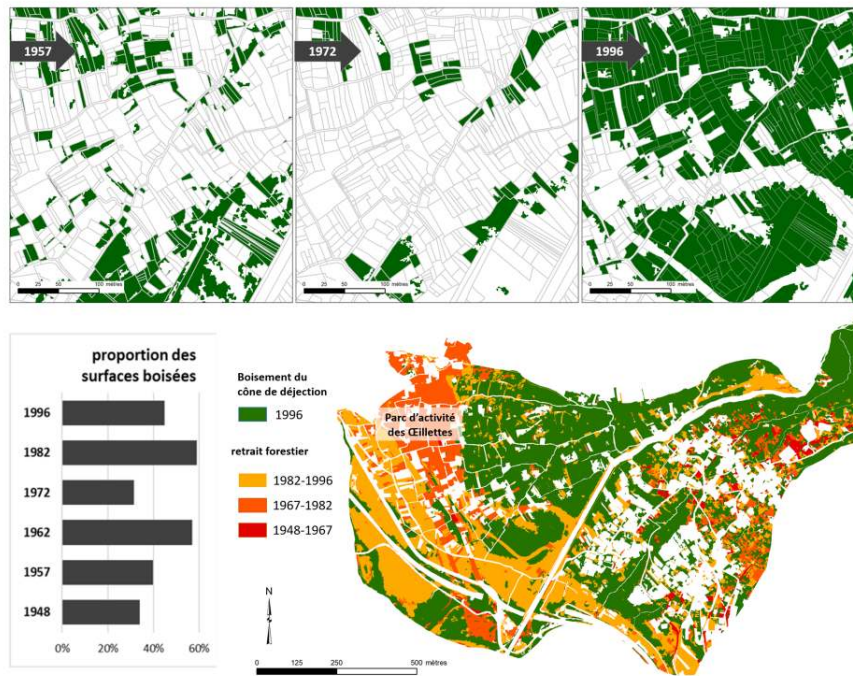 1957
1972
1996
0 25 50 100 mètres
0 25 50 100 mètres
0 25 50 100 mètres
proportion des
surfaces boisées
1996
1982
1972
1962
1957
1948
0% 20% 40% 60%
Boisement du
cône de déjection
1996
retrait forestier
1982-1996
1967-1982
1948-1967
Parc d'activité
des Œillettes
N
0 125 250 500 mètres